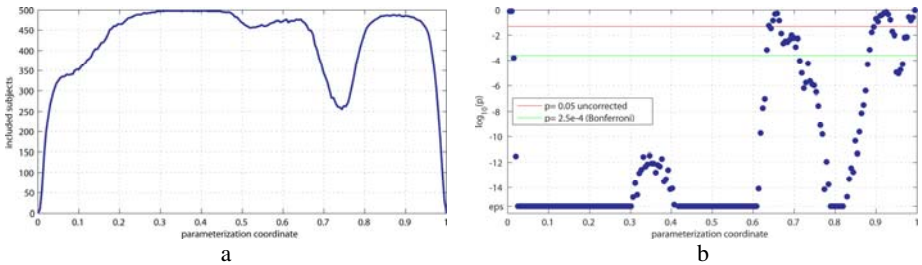 included subjects
500
450
400
350
300
250
200
150
100
50
0
0 0.1 0.2 0.3 0.4 0.5 0.6 0.7 0.8 0.9 1
parameterization coordinate
a
log10(p)
0
-2
-4
-6
-8
-10
-12
-14
eps
p= 0.05 uncorrected
p= 2.5e-4 (Bonferroni)
0 0.1 0.2 0.3 0.4 0.5 0.6 0.7 0.8 0.9 1
parameterization coordinate
b